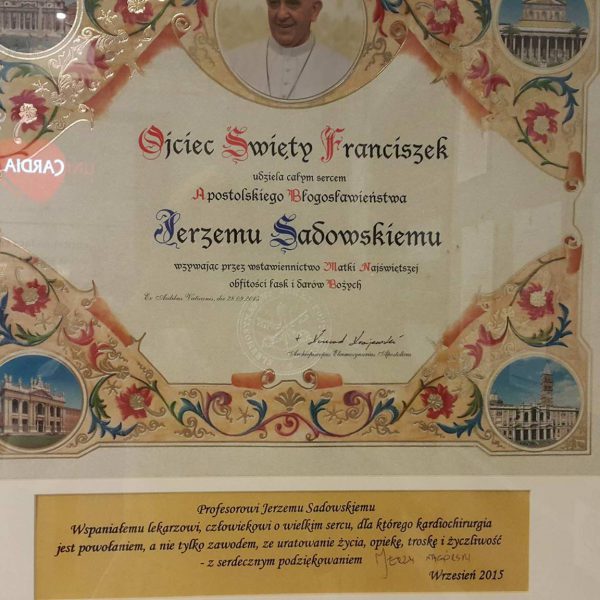 Ojciec Święty Franciszek
udziela całym sercem
Apostolskiego Błogosławieństwa
Jerzemu Sadowskiemu
wzywając przez wstawiennictwo Matki Najświętszej
obfitości łask i darów Bożych
Ex Aedibus Vaticanis, die 28.09.2015
Archiepiscopus Eleemosynarius Apostolicus
CARDIA
Profesorowi Jerzemu Sadowskiemu
Wspaniałemu lekarzowi, człowiekowi o wielkim sercu, dla którego kardiochirurgia
jest powołaniem, a nie tylko zawodem, ze uratowanie życia, opiekę, troskę i życzliwość
- z serdecznym podziękowaniem
Wrzesień 2015